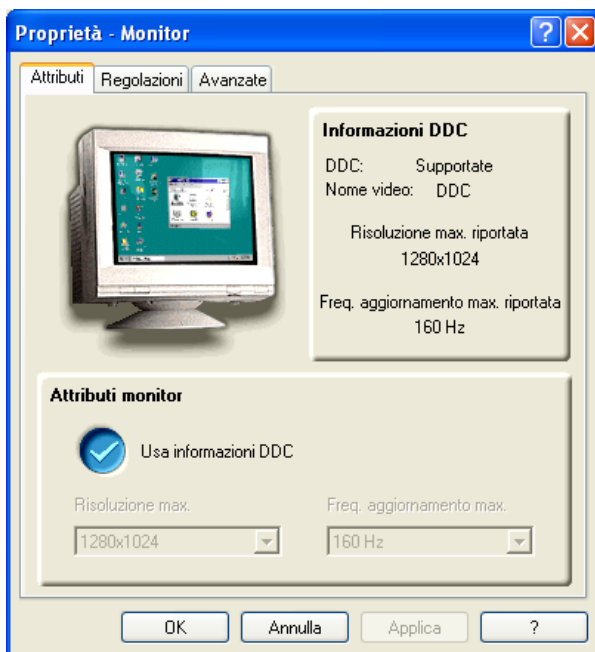 Proprietà - Monitor
?
Attributi
Regolazioni
Avanzate
Informazioni DDC
DDC: Supportate
Nome video: DDC
Risoluzione max. riportata
1280x1024
Freq. aggiornamento max. riportata
160 Hz
Attributi monitor
Usa informazioni DDC
Risoluzione max.
Freq. aggiornamento max.
1280x1024
160 Hz
OK
Annulla
Applica
?